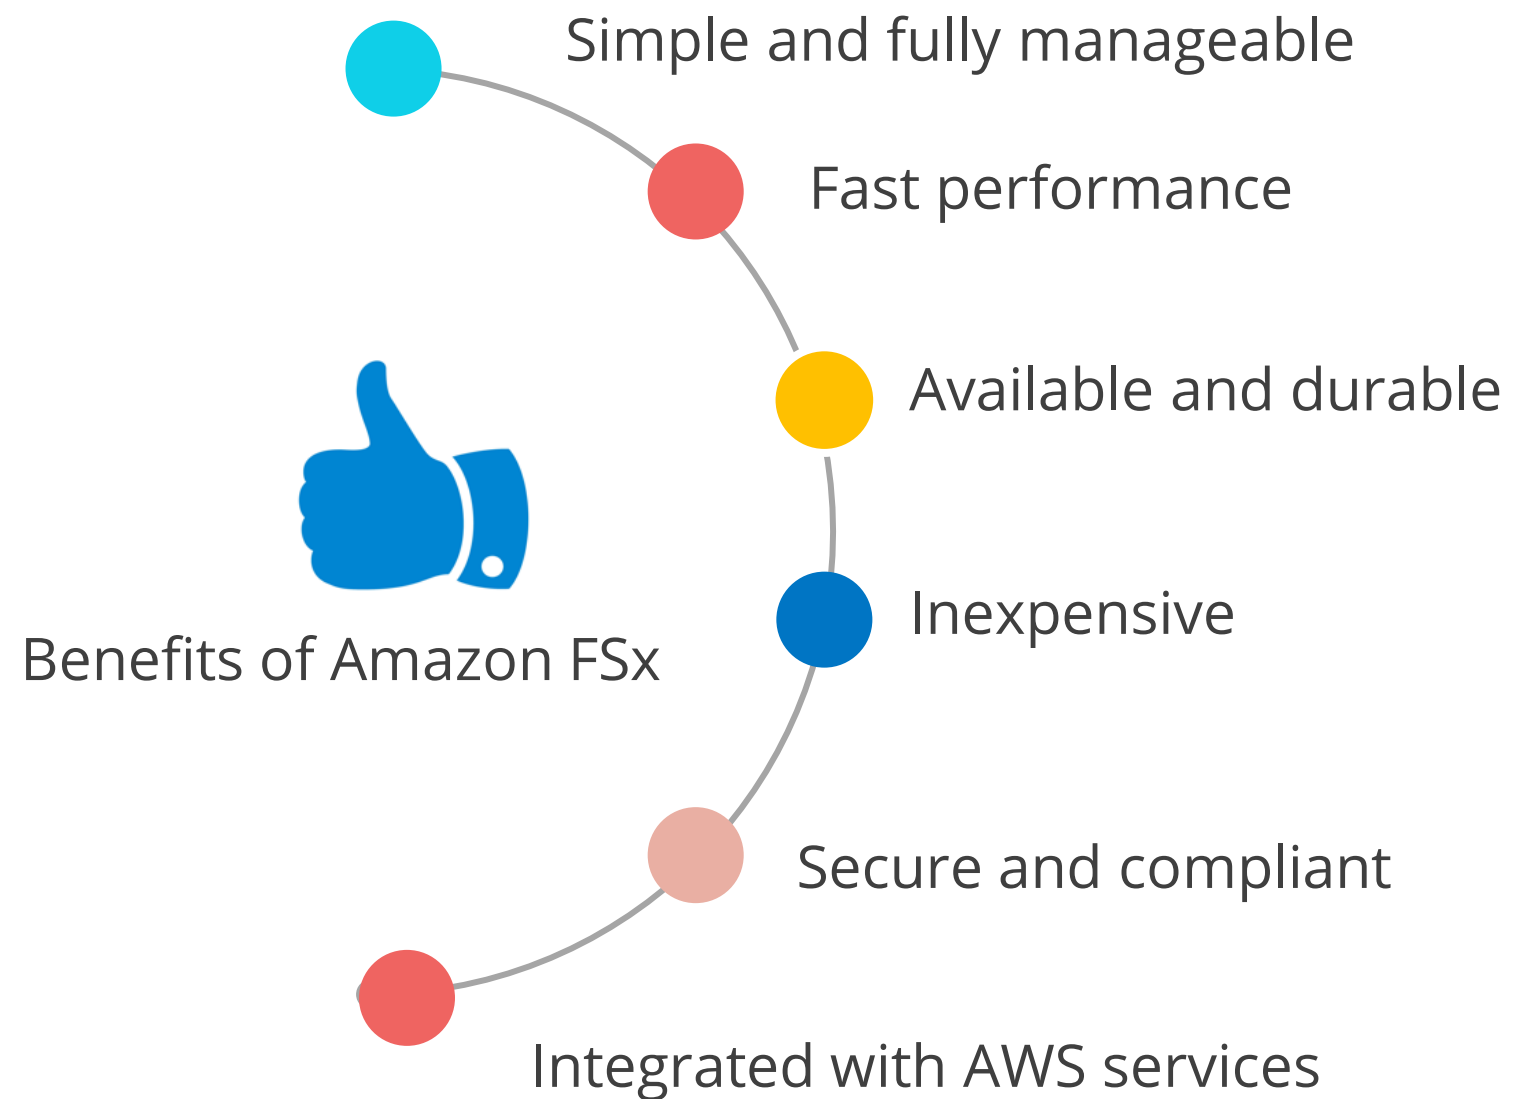 Simple and fully manageable
Fast performance
Available and durable
Inexpensive
Benefits of Amazon FSx
Secure and compliant
Integrated with AWS services